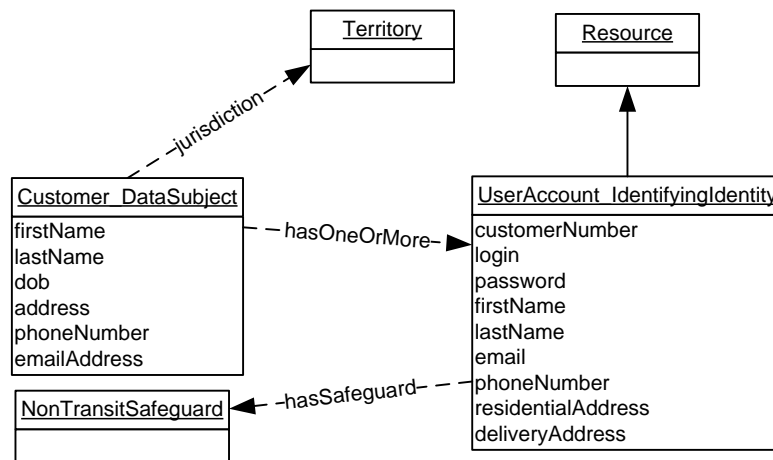 Territory
Resource
jurisdiction
Customer_DataSubject
firstName
lastName
dob
address
phoneNumber
emailAddress
hasOneOrMore
UserAccount_IdentifyingIdentity
customerNumber
login
password
firstName
lastName
email
phoneNumber
residentialAddress
deliveryAddress
hasSafeguard
NonTransitSafeguard